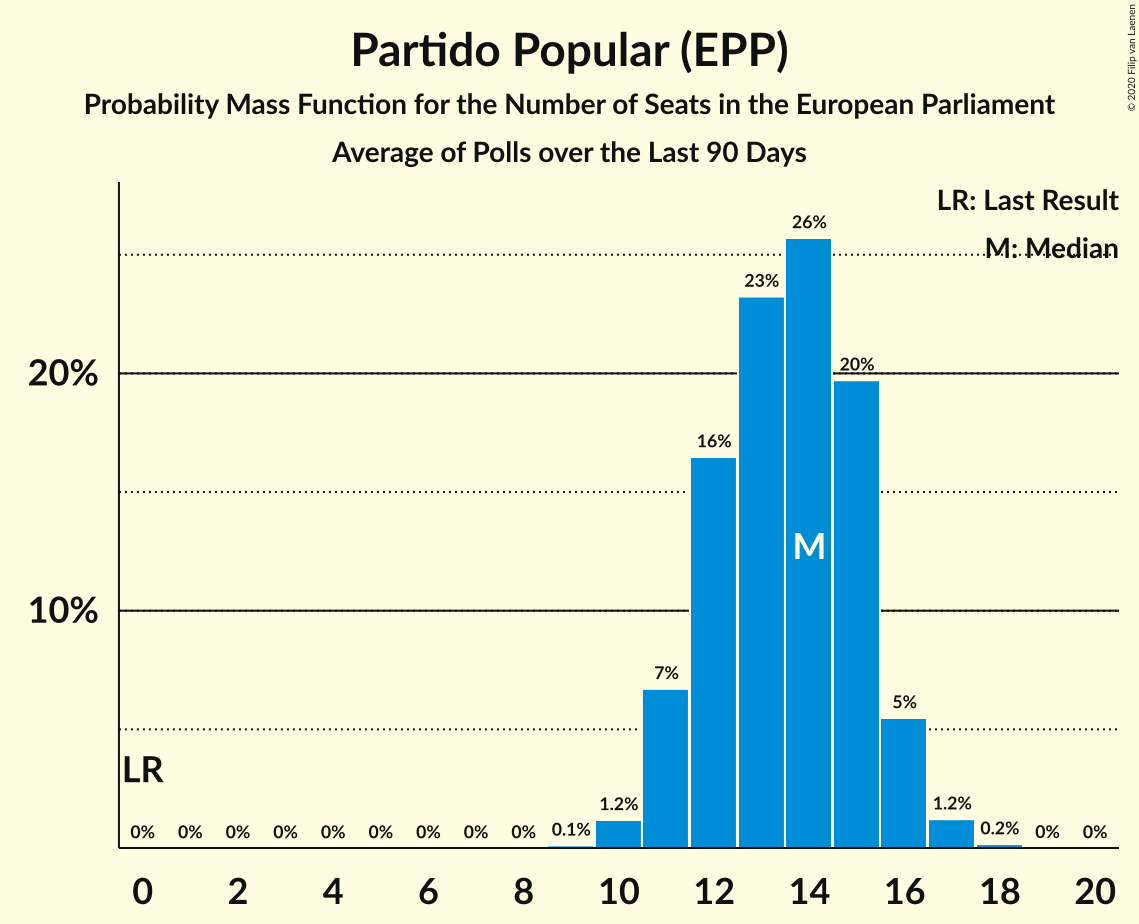 Partido Popular (EPP)
Probability Mass Function for the Number of Seats in the European Parliament
Average of Polls over the Last 90 Days
© 2020 Filip van Laenen
LR: Last Result
M: Median
26%
23%
20%
20%
16%
M
10%
7%
5%
LR
0% 0% 0% 0% 0% 0% 0% 0% 0% 0.1% 1.2% 1.2% 0.2% 0% 0%
0 2 4 6 8 10 12 14 16 18 20